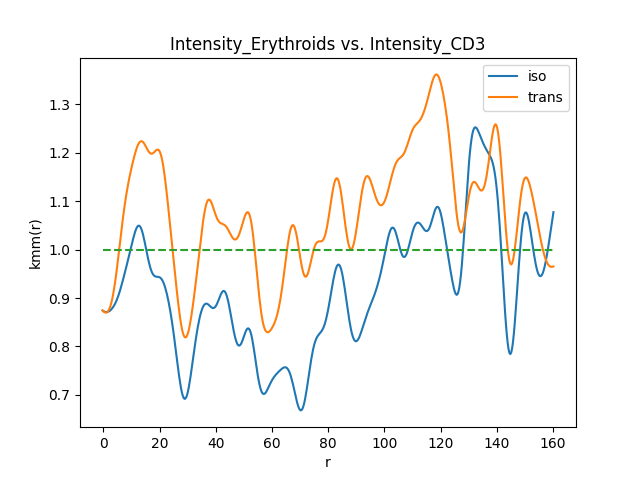 Intensity_Erythroids vs. Intensity_CD3
iso
trans
1.3
1.2
1.1
1.0
0.9
0.8
0.7
kmm(r)
0 20 40 60 80 100 120 140 160
r